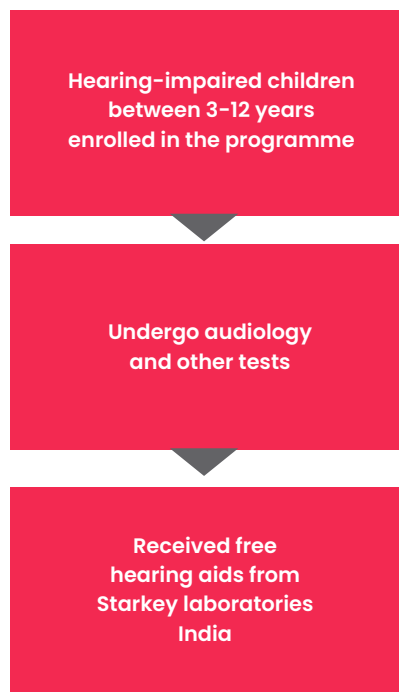 Hearing-impaired children
between 3-12 years
enrolled in the programme
Undergo audiology
and other tests
Received free
hearing aids from
Starkey laboratories
India